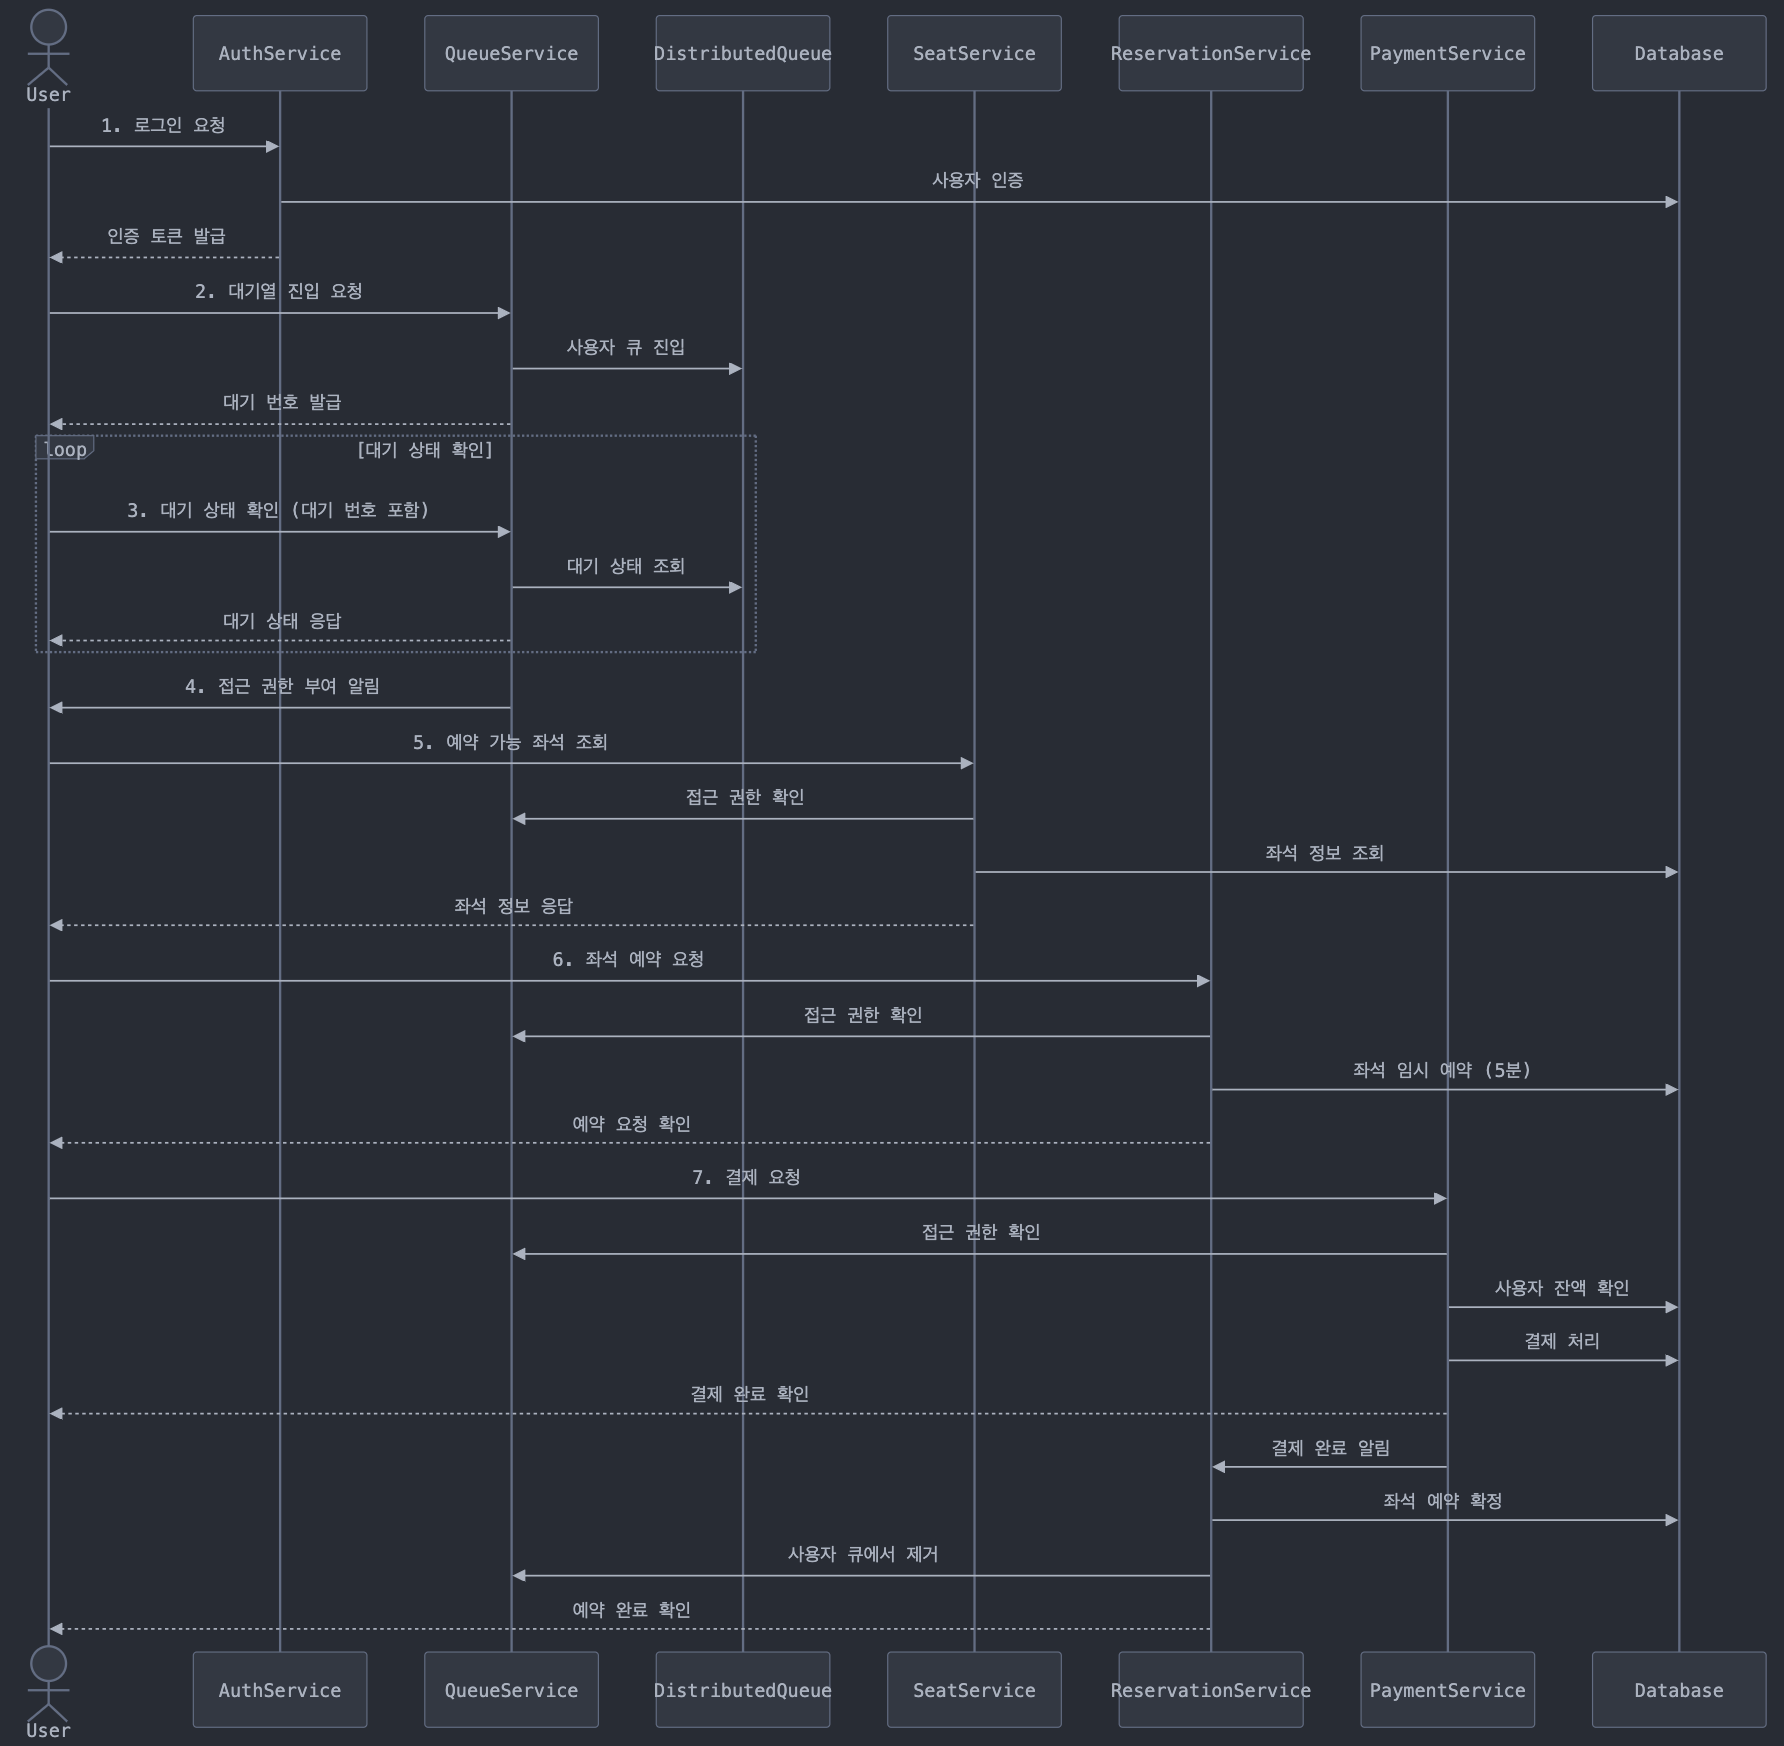 User
AuthService
QueueService
DistributedQueue
SeatService
ReservationService
PaymentService
Database
1. 로그인 요청
사용자 인증
인증 토큰 발급
2. 대기열 진입 요청
사용자 큐 진입
대기 번호 발급
loop
[대기 상태 확인]
3. 대기 상태 확인 (대기 번호 포함)
대기 상태 조회
대기 상태 응답
4. 접근 권한 부여 알림
5. 예약 가능 좌석 조회
접근 권한 확인
좌석 정보 조회
좌석 정보 응답
6. 좌석 예약 요청
접근 권한 확인
좌석 임시 예약 (5분)
예약 요청 확인
7. 결제 요청
접근 권한 확인
사용자 잔액 확인
결제 처리
결제 완료 확인
결제 완료 알림
좌석 예약 확정
사용자 큐에서 제거
예약 완료 확인
User
AuthService
QueueService
DistributedQueue
SeatService
ReservationService
PaymentService
Database